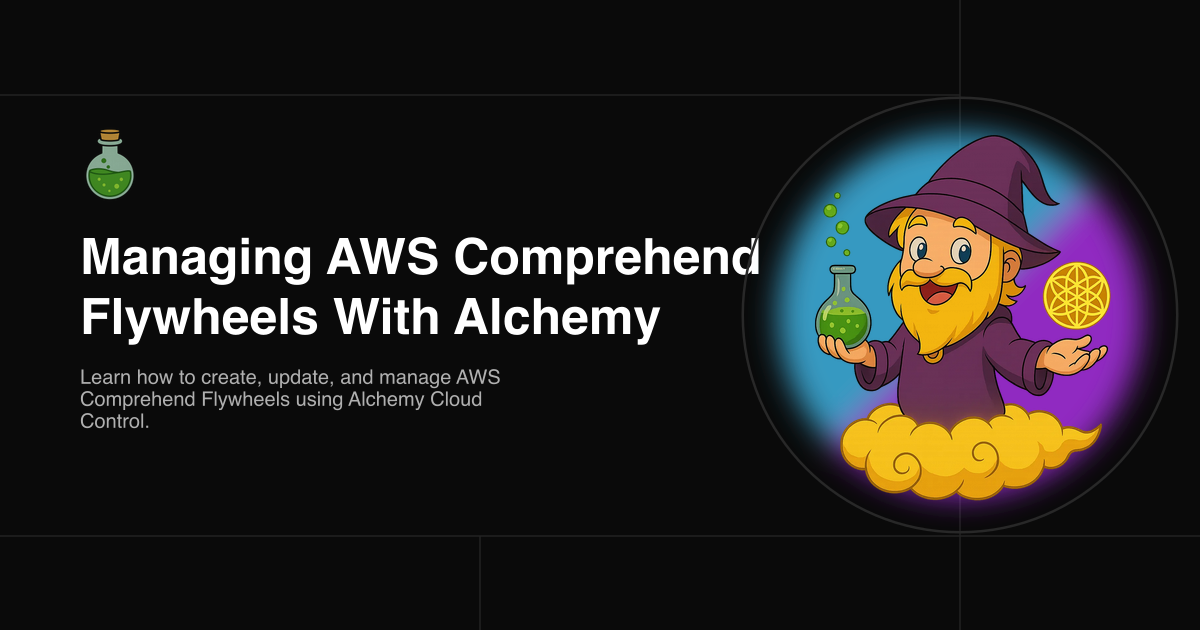 Managing AWS Comprehend
Flywheels With Alchemy
Learn how to create, update, and manage AWS
Comprehend Flywheels using Alchemy Cloud
Control.